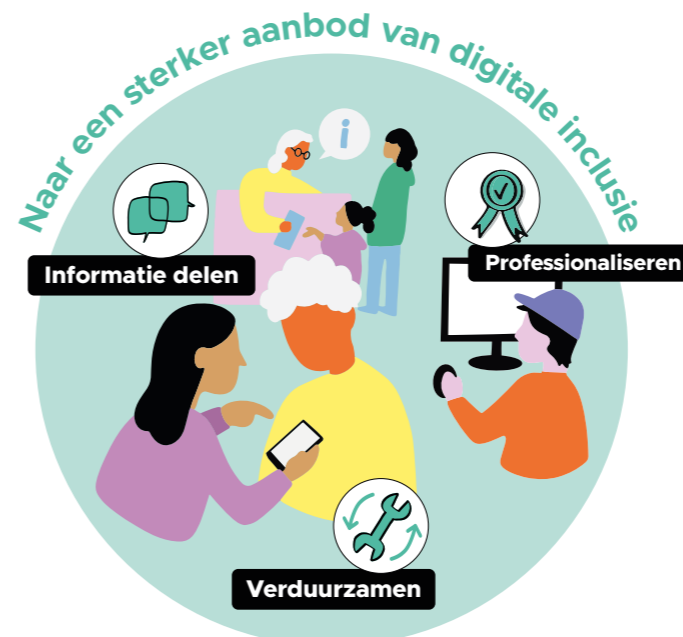 Naar een sterker aanbod van digitale inclusie
i
Informatie delen
Professionaliseren
Verduurzamen